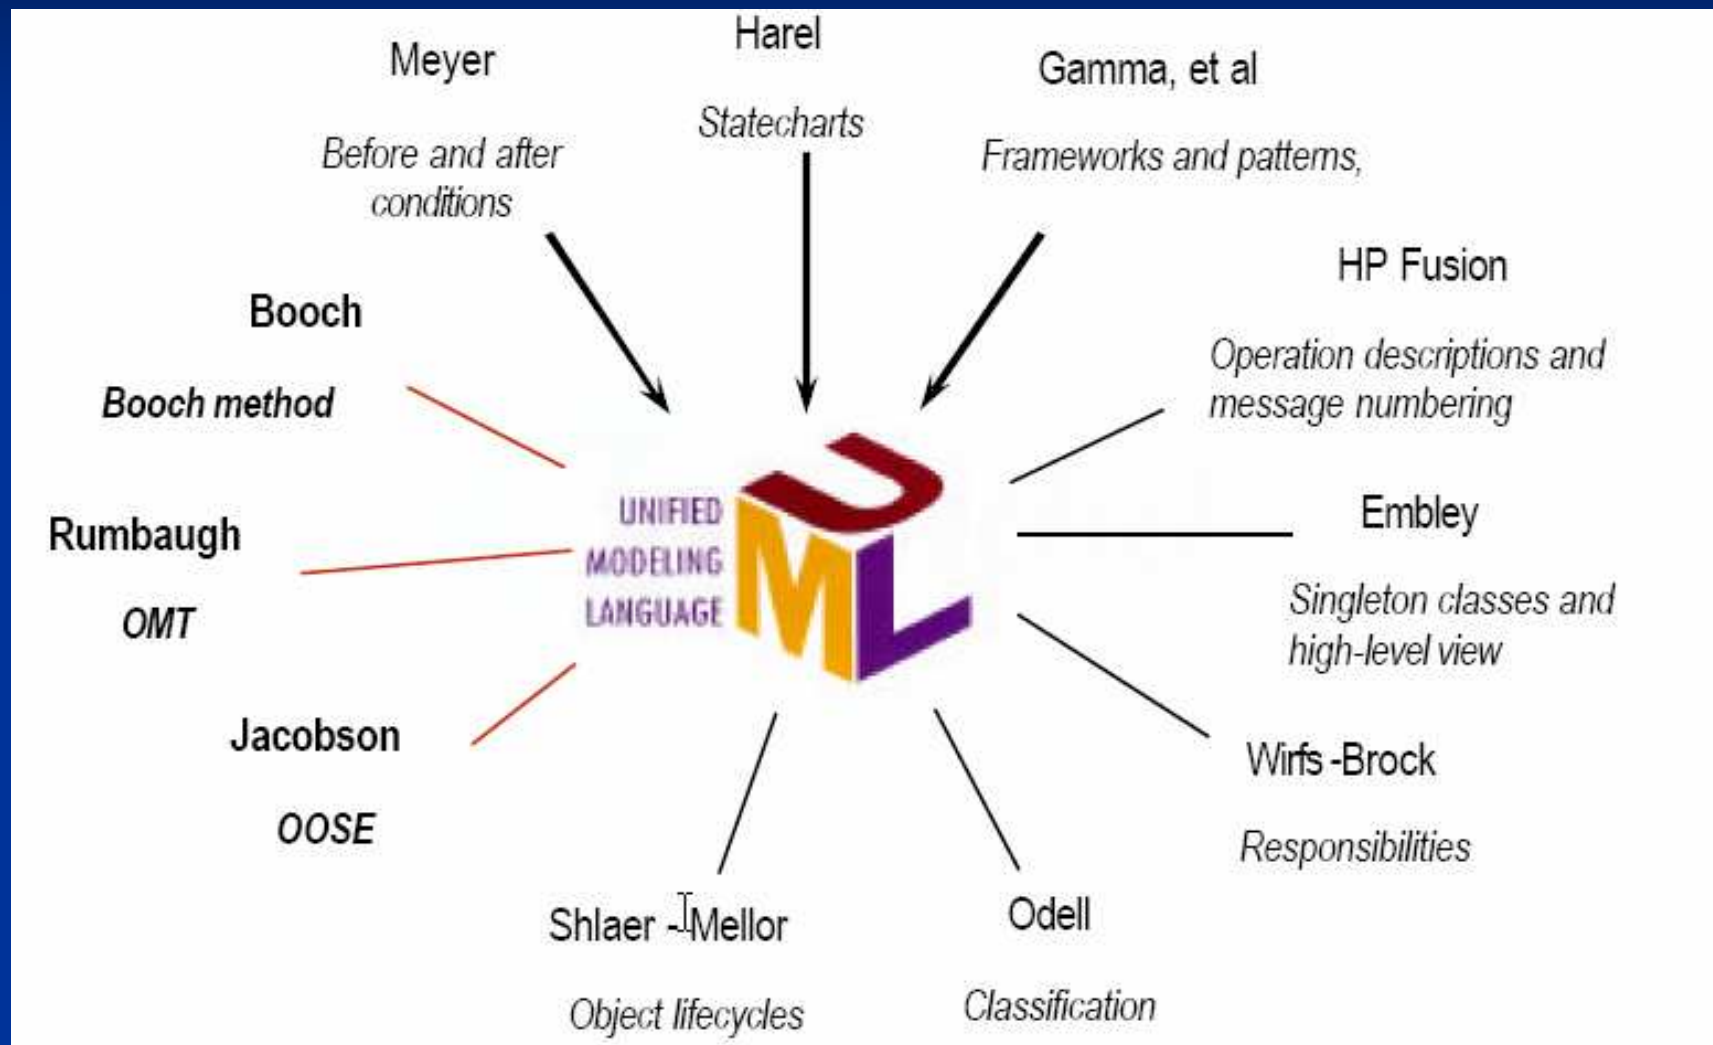 Meyer
Before and after
conditions
Harel
Statecharts
Gamma, et al
Frameworks and patterns,
HP Fusion
Operation descriptions and
message numbering
Booch
Booch method
Embley
Singleton classes and
high-level view
Rumbaugh
OMT
UNIFIED
MODELING
LANGUAGE
UML
Jacobson
OOSE
Wirfs -Brock
Responsibilities
Shlaer - Mellor
Object lifecycles
Odell
Classification